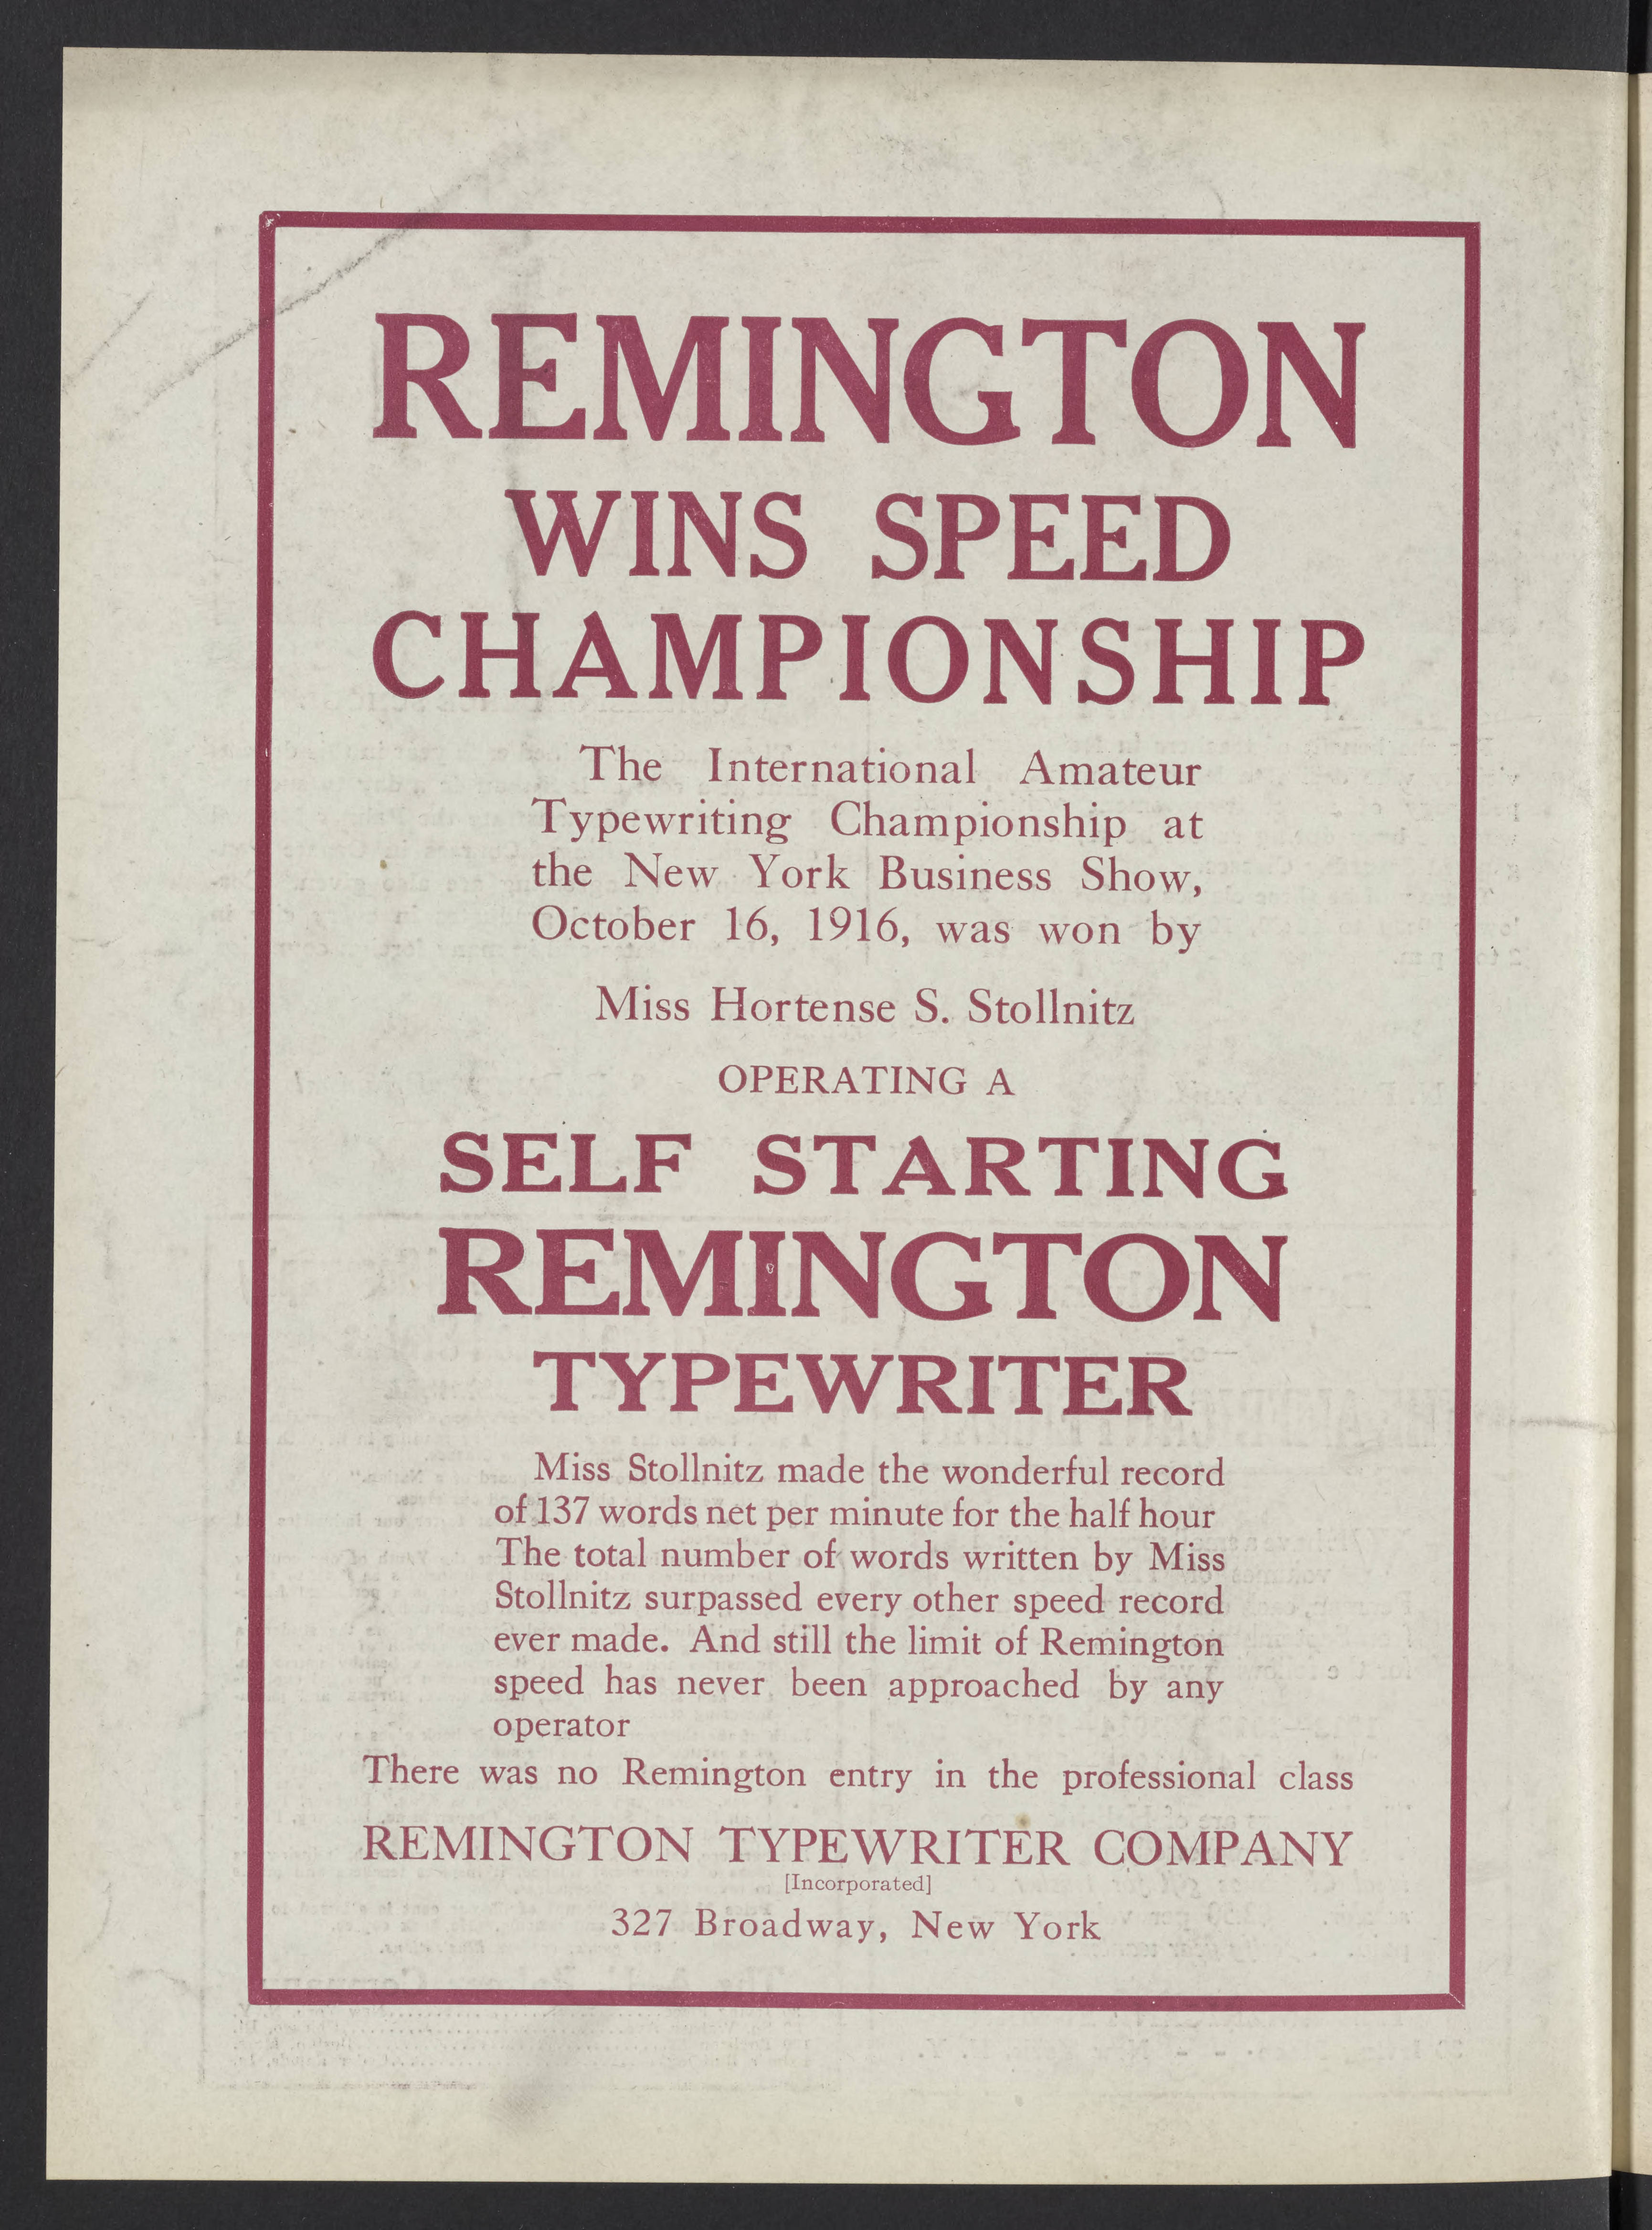 REMINGTON
WINS SPEED
CHAMPIONSHIP
The International Amateur
Typewriting Championship at
the New York Business Show,
October 16, 1916, was won by
Miss Hortense S. Stollnitz
OPERATING A
SELF STARTING
REMINGTON
TYPEWRITER
Miss Stollnitz made the wonderful record
of 137 words net per minute for the half hour
The total number of words written by Miss
Stollnitz surpassed every other speed record
ever made. And still the limit of Remington
speed has never been approached by any
operator
There was no Remington entry in the professional class
REMINGTON TYPEWRITER COMPANY
[Incorporated]
327 Broadway, New York